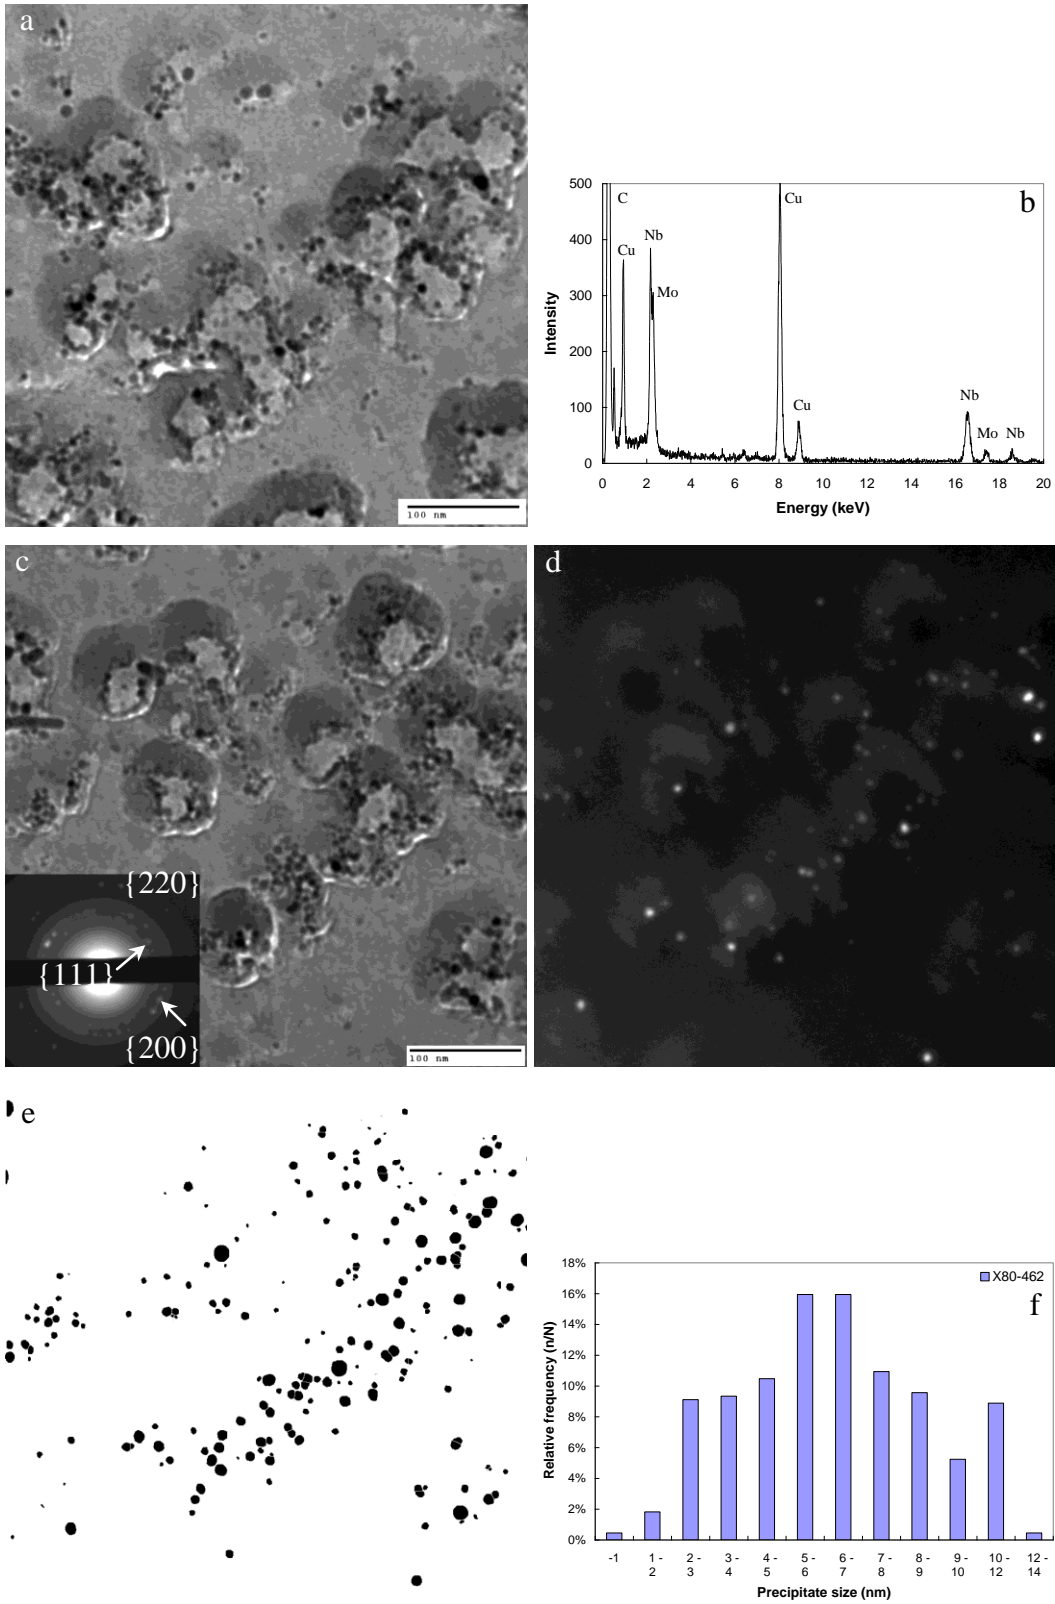 a
100 nm
b
500
400
300
200
100
0
Intensity
C
Cu
Nb
Mo
Cu
Cu
Nb
Mo
Nb
0 2 4 6 8 10 12 14 16 18 20
Energy (keV)
c
{220}
{111}
{200}
100 nm
d
e
f
X80-462
18%
16%
14%
12%
10%
8%
6%
4%
2%
0%
Relative frequency (n/N)
-1 1 - 2 - 3 - 4 - 5 - 6 - 7 - 8 - 9 - 10 - 12 -
2 3 4 5 6 7 8 9 10 12 14
Precipitate size (nm)